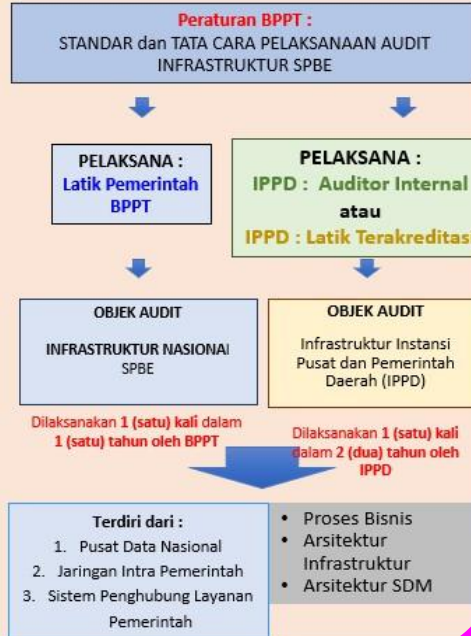 Peraturan BPPT :
STANDAR dan TATA CARA PELAKSANAAN AUDIT
INFRASTRUKTUR SPBE
PELAKSANA :
Latik Pemerintah
BPPT
PELAKSANA :
IPPD : Auditor Internal
atau
IPPD : Latik Terakreditas
OBJEK AUDIT
INFRASTRUKTUR NASIONAL
SPBE
OBJEK AUDIT
Infrastruktur Instansi
Pusat dan Pemerintah
Daerah (IPPD)
Dilaksanakan 1 (satu) kali dalam
1 (satu) tahun oleh BPPT
Dilaksanakan 1 (satu) kali
dalam 2 (dua) tahun oleh
IPPD
Terdiri dari :
1. Pusat Data Nasional
2. Jaringan Intra Pemerintah
3. Sistem Penghubung Layanan
Pemerintah
• Proses Bisnis
• Arsitektur
Infrastruktur
• Arsitektur SDM